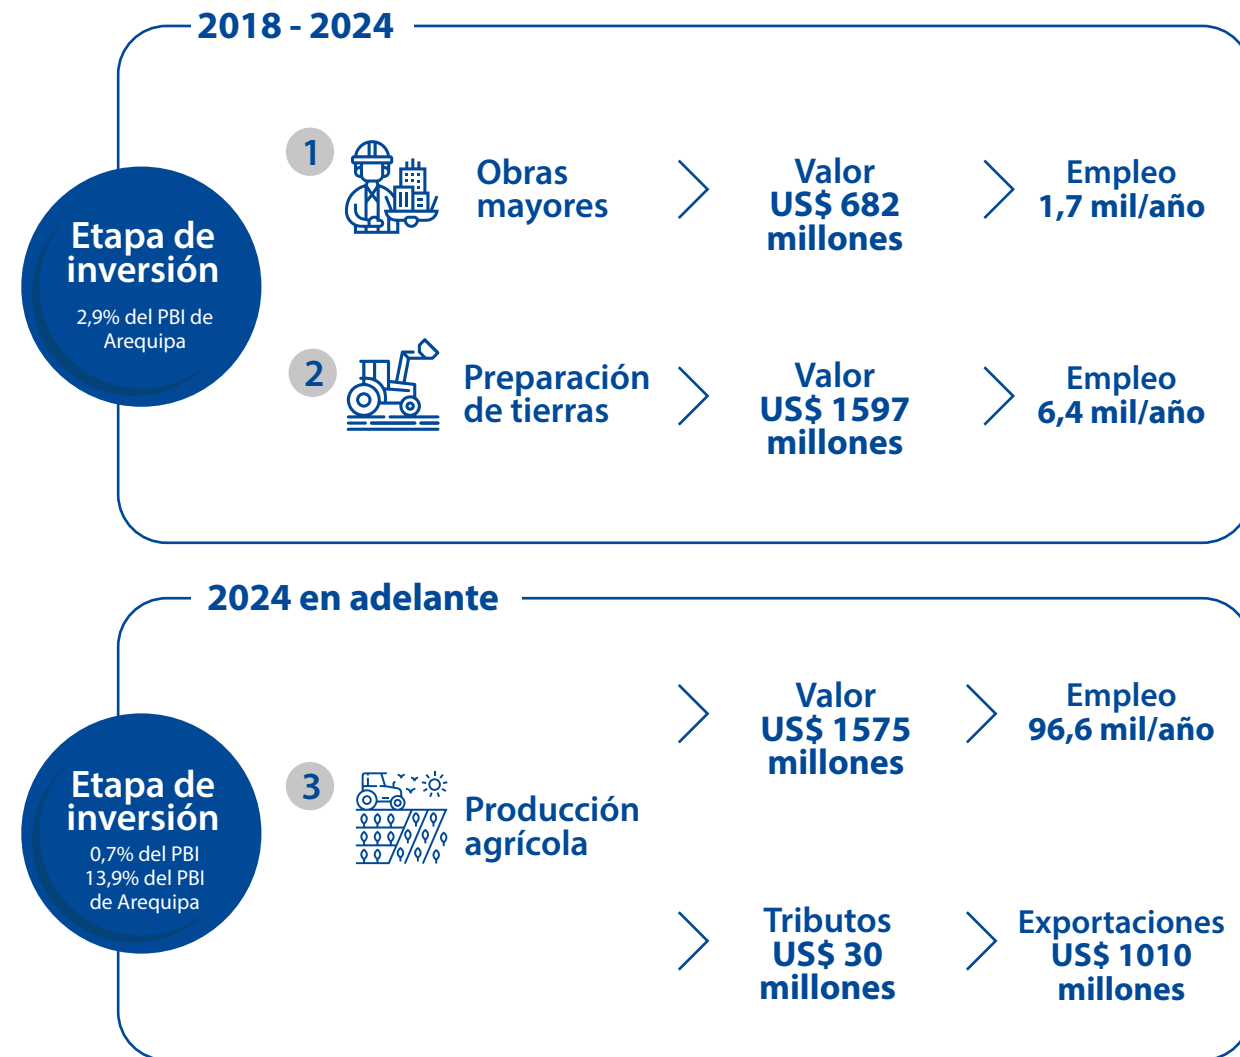 2018 - 2024
Etapa de
inversión
2,9% del PBI de
Arequipa
1
Obras
mayores
Valor
US$ 682
millones
Empleo
1,7 mil/año
2
Preparación
de tierras
Valor
US$ 1597
millones
Empleo
6,4 mil/año
2024 en adelante
Etapa de
inversión
0,7% del PBI
13,9% del PBI
de Arequipa
3
Producción
agrícola
Valor
US$ 1575
millones
Empleo
96,6 mil/año
Tributos
US$ 30
millones
Exportaciones
US$ 1010
millones